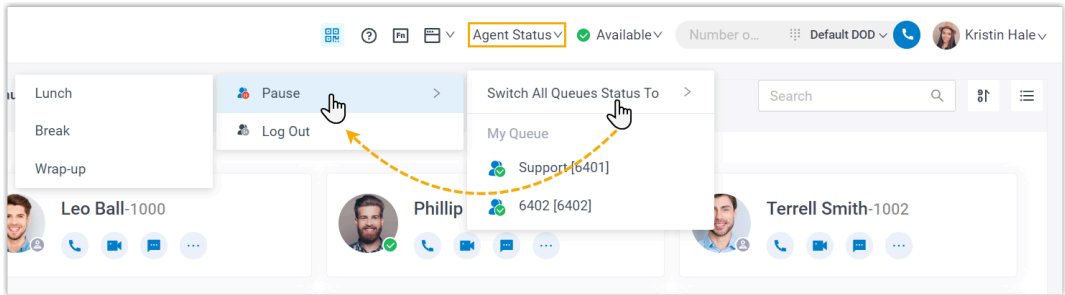 Fn
Agent Status
Available
Number o...
Default DOD
Kristin Hale
Lunch
Break
Wrap-up
Pause
Log Out
Switch All Queues Status To
My Queue
Support [6401]
6402 [6402]
Search
Leo Ball-1000
Phillip
Terrell Smith-1002